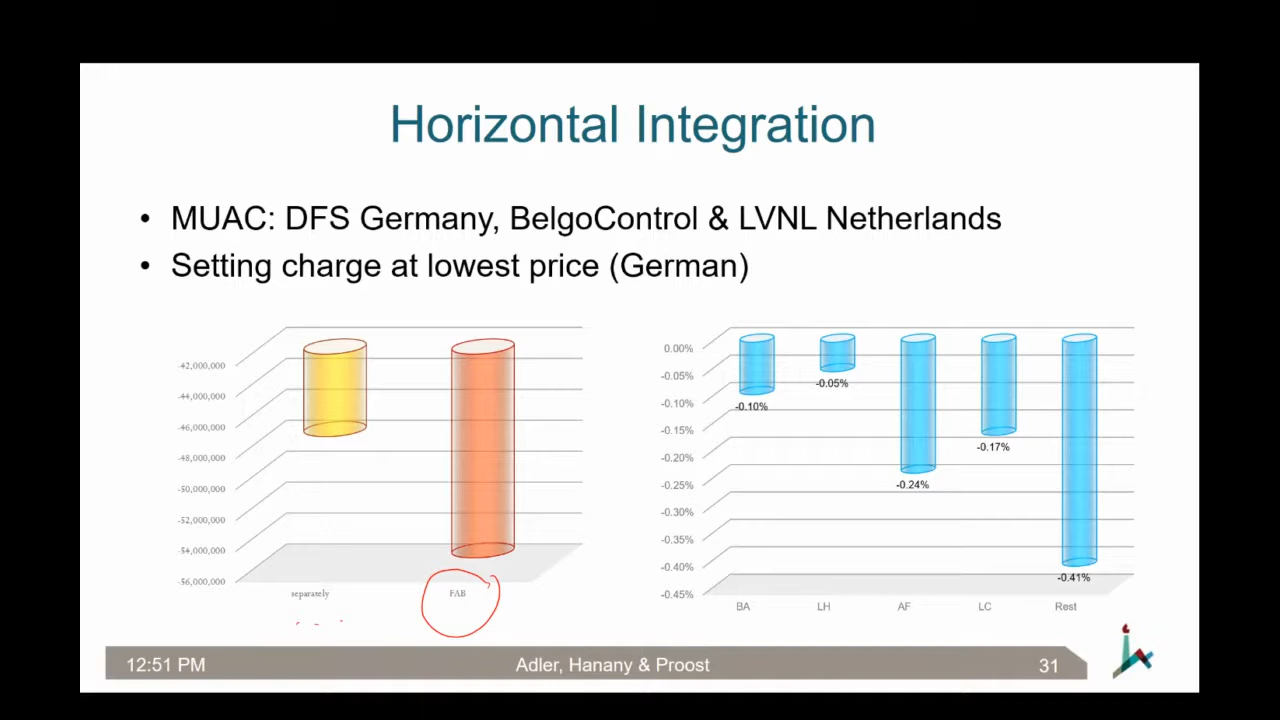 Horizontal Integration
• MUAC: DFS Germany, BelgoControl & LVNL Netherlands
• Setting charge at lowest price (German)
-42,000,000
-44,000,000
-46,000,000
-48,000,000
-50,000,000
-52,000,000
-54,000,000
-56,000,000
separately
FAB
0.00%
-0.05%
-0.10%
-0.15%
-0.20%
-0.25%
-0.30%
-0.35%
-0.40%
-0.45%
-0.10%
-0.05%
-0.24%
-0.17%
-0.41%
BA
LH
AF
LC
Rest
12:51 PM
Adler, Hanany & Proost
31